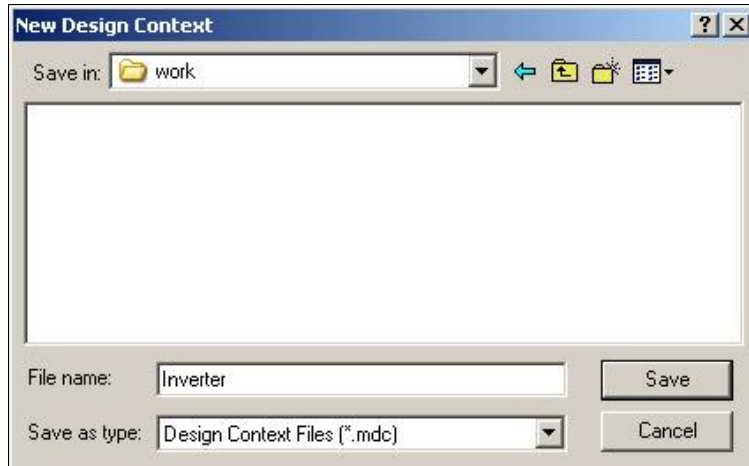 New Design Context
Save in: work
File name: Inverter Save
Save as type: Design Context Files (*.mdc) Cancel